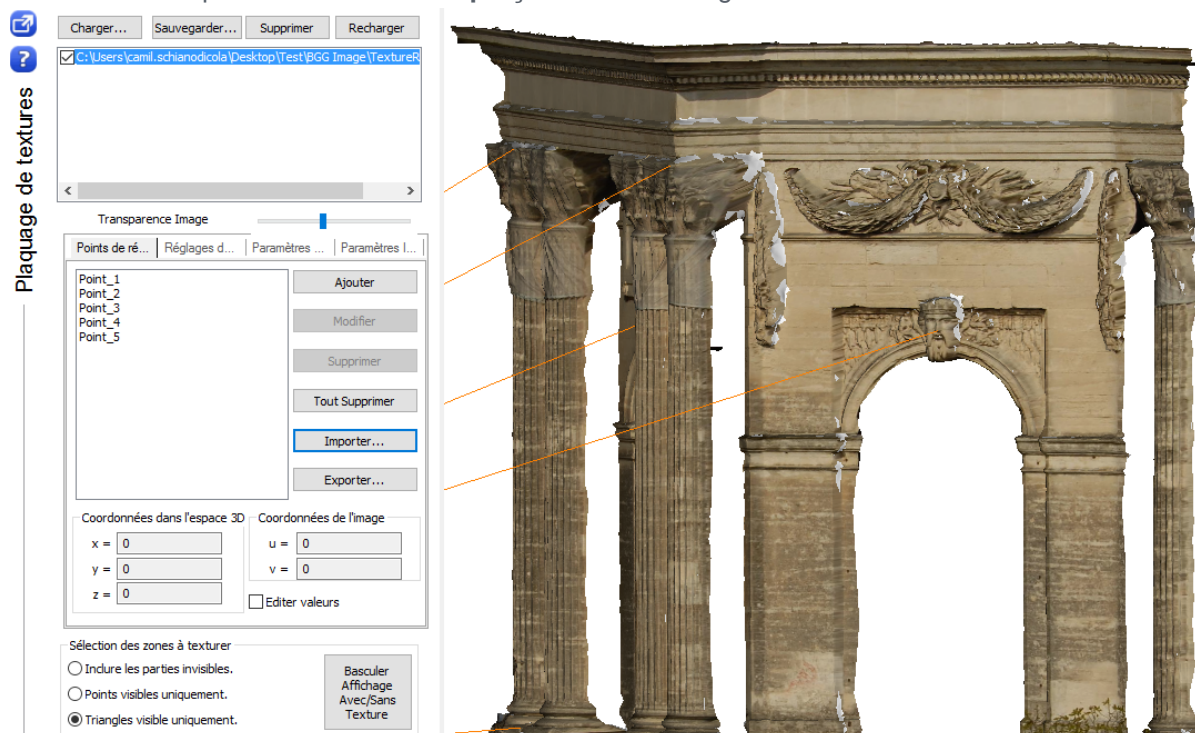 Charger...
Sauvegarder...
Supprimer
Recharger
C:\Users\camil.schianodicola\Desktop\Test\BGG Image\TextureR
Plaquage de textures
Transparence Image
Points de ré...
Réglages d...
Paramètres ...
Paramètres I...
Point_1
Point_2
Point_3
Point_4
Point_5
Ajouter
Modifier
Supprimer
Tout Supprimer
Importer...
Exporter...
Coordonnées dans l'espace 3D
x = 0
y = 0
z = 0
Coordonnées de l'image
u = 0
v = 0
Editer valeurs
Sélection des zones à texturer
Inclure les parties invisibles.
Points visibles uniquement.
Triangles visible uniquement.
Basculer
Affichage
Avec/Sans
Texture